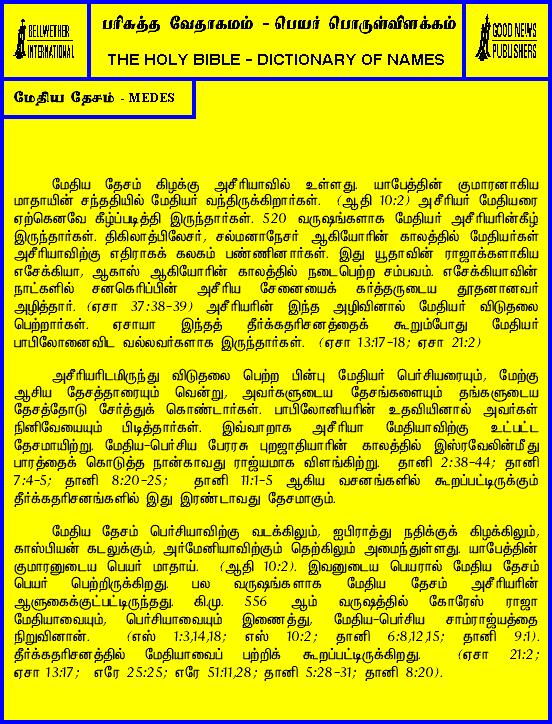 BELLWETHER
INTERNATIONAL
பரிசுத்த வேதாகமம் - பெயர் பொருள்விளக்கம்
THE HOLY BIBLE - DICTIONARY OF NAMES
GOOD NEWS
PUBLISHERS
மேதிய தேசம் - MEDES
மேதிய தேசம் கிழக்கு அசீரியாவில் உள்ளது. யாபேத்தின் குமாரனாகிய
மாதாயின் சந்ததியில் மேதியர் வந்திருக்கிறார்கள். (ஆதி 10:2) அசீரியர் மேதியரை
ஏற்கெனவே கீழ்ப்படித்தி இருந்தார்கள். 520 வருஷங்களாக மேதியர் அசீரியரின்கீழ்
இருந்தார்கள். திகிலாத்பிலேசர், சல்மனாநேசர் ஆகியோரின் காலத்தில் மேதியர்கள்
அசீரியாவிற்கு எதிராகக் கலகம் பண்ணினார்கள். இது யூதாவின் ராஜாக்களாகிய
எசேக்கியா, ஆகாஸ் ஆகியோரின் காலத்தில் நடைபெற்ற சம்பவம். எசேக்கியாவின்
நாட்களில் சனகெரிப்பின் அசீரிய சேனையைக் கர்த்தருடைய தூதனானவர்
அழித்தார். (ஏசா 37:38-39) அசீரியரின் இந்த அழிவினால் மேதியர் விடுதலை
பெற்றார்கள். ஏசாயா இந்தத் தீர்க்கதரிசனத்தைக் கூறும்போது மேதியர்
பாபிலோனைவிட வல்லவர்களாக இருந்தார்கள். (ஏசா 13:17-18; ஏசா 21:2)
அசீரியரிடமிருந்து விடுதலை பெற்ற பின்பு மேதியர் பெர்சியரையும், மேற்கு
ஆசிய தேசத்தாரையும் வென்று, அவர்களுடைய தேசங்களையும் தங்களுடைய
தேசத்தோடு சேர்த்துக் கொண்டார்கள். பாபிலோனியரின் உதவியினால் அவர்கள்
நினிவேயையும் பிடித்தார்கள். இவ்வாறாக அசீரியா மேதியாவிற்கு உட்பட்ட
தேசமாயிற்று. மேதிய-பெர்சிய பேரரசு புறஜாதியாரின் காலத்தில் இஸ்ரவேலின்மீது
பாரத்தைக் கொடுத்த நான்காவது ராஜ்யமாக விளங்கிற்று. தானி 2:38-44; தானி
7:4-5; தானி 8:20-25; தானி 11:1-5 ஆகிய வசனங்களில் கூறப்பட்டிருக்கும்
தீர்க்கதரிசனங்களில் இது இரண்டாவது தேசமாகும்.
மேதிய தேசம் பெர்சியாவிற்கு வடக்கிலும், ஐபிராத்து நதிக்குக் கிழக்கிலும்,
காஸ்பியன் கடலுக்கும், அர்மேனியாவிற்கும் தெற்கிலும் அமைந்துள்ளது. யாபேத்தின்
குமாரனுடைய பெயர் மாதாய். (ஆதி 10:2). இவனுடைய பெயரால் மேதிய தேசம்
பெயர் பெற்றிருக்கிறது. பல வருஷங்களாக மேதிய தேசம் அசீரியரின்
ஆளுகைக்குட்பட்டிருந்தது. கி.மு. 556 ஆம் வருஷத்தில் கோரேஸ் ராஜா
மேதியாவையும், பெர்சியாவையும் இணைத்து, மேதிய-பெர்சிய சாம்ராஜ்யத்தை
நிறுவினான். (எஸ் 1:3,14,18; எஸ் 10:2; தானி 6:8,12,15; தானி 9:1).
தீர்க்கதரிசனத்தில் மேதியாவைப் பற்றிக் கூறப்பட்டிருக்கிறது. (ஏசா 21:2;
ஏசா 13:17; எரே 25:25; எரே 51:11,28; தானி 5:28-31; தானி 8:20).